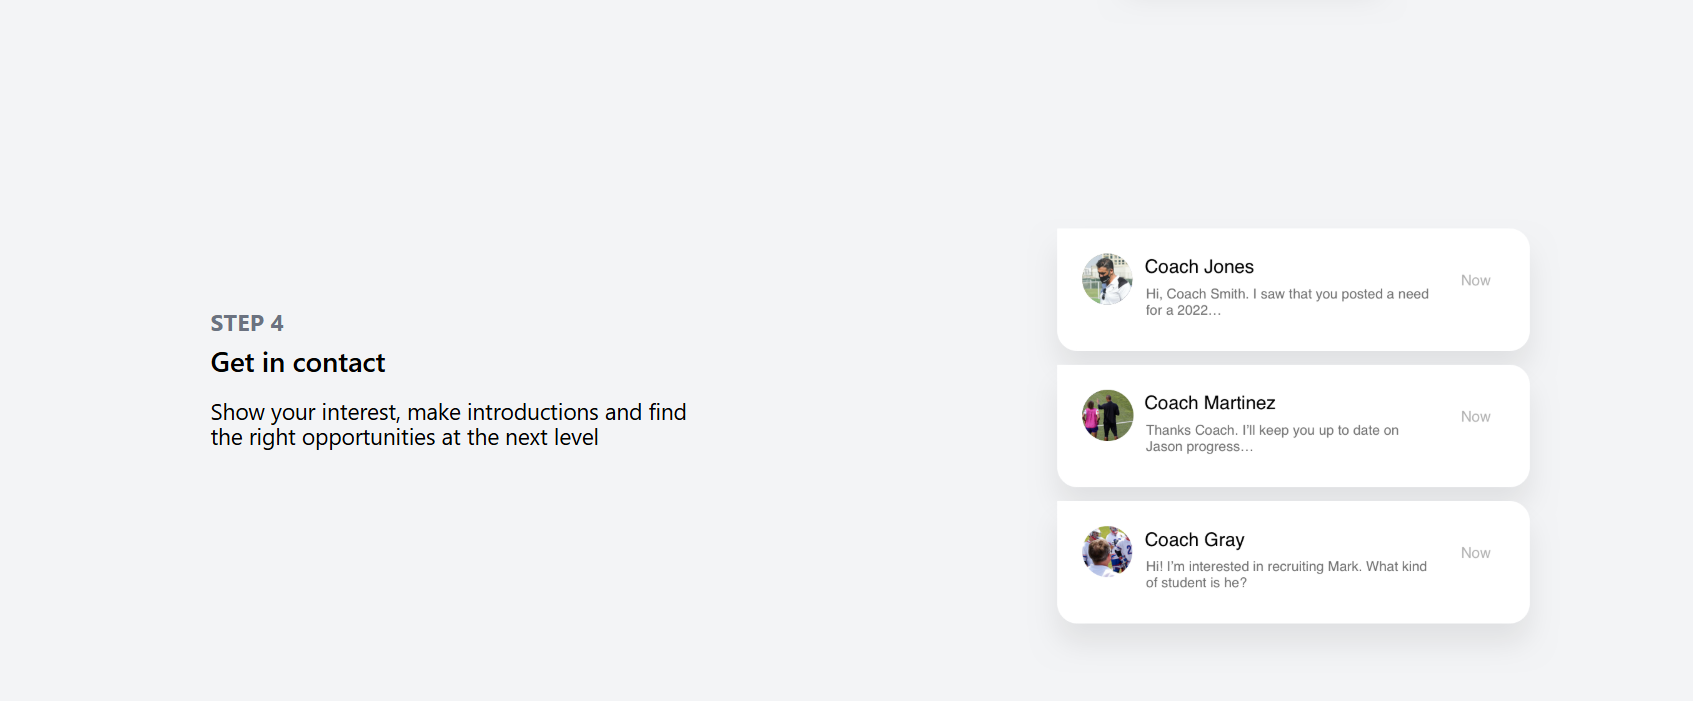 STEP 4
Get in contact
Show your interest, make introductions and find
the right opportunities at the next level
Coach Jones
Hi, Coach Smith. I saw that you posted a need
for a 2022...
Now
Coach Martinez
Thanks Coach. I'll keep you up to date on
Jason progress...
Now
Coach Gray
Hi! I'm interested in recruiting Mark. What kind
of student is he?
Now